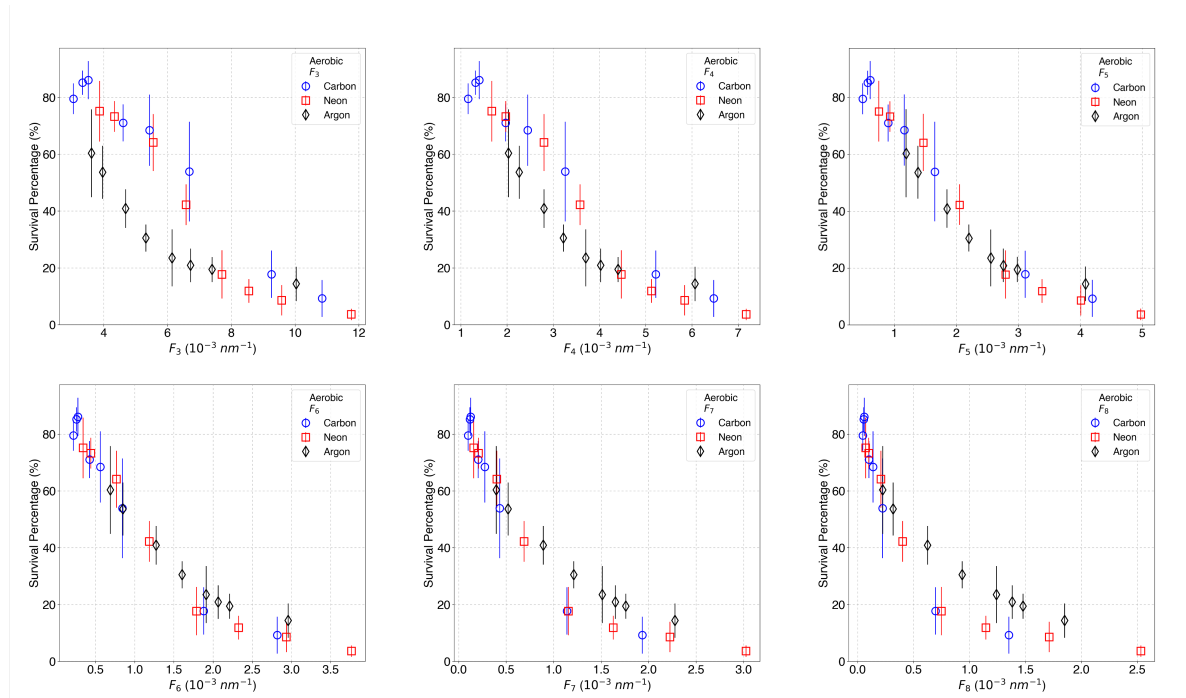 Aerobic
F₃
Carbon
Neon
Argon
Survival Percentage (%)
80
60
40
20
0
4 6 8 10 12
F₃ (10⁻³ nm⁻¹)
Aerobic
F₄
Carbon
Neon
Argon
Survival Percentage (%)
80
60
40
20
0
1 2 3 4 5 6 7
F₄ (10⁻³ nm⁻¹)
Aerobic
F₅
Carbon
Neon
Argon
Survival Percentage (%)
80
60
40
20
0
1 2 3 4 5
F₅ (10⁻³ nm⁻¹)
Aerobic
F₆
Carbon
Neon
Argon
Survival Percentage (%)
80
60
40
20
0
0.5 1.0 1.5 2.0 2.5 3.0 3.5
F₆ (10⁻³ nm⁻¹)
Aerobic
F₇
Carbon
Neon
Argon
Survival Percentage (%)
80
60
40
20
0
0.0 0.5 1.0 1.5 2.0 2.5 3.0
F₇ (10⁻³ nm⁻¹)
Aerobic
F₈
Carbon
Neon
Argon
Survival Percentage (%)
80
60
40
20
0
0.0 0.5 1.0 1.5 2.0 2.5
F₈ (10⁻³ nm⁻¹)